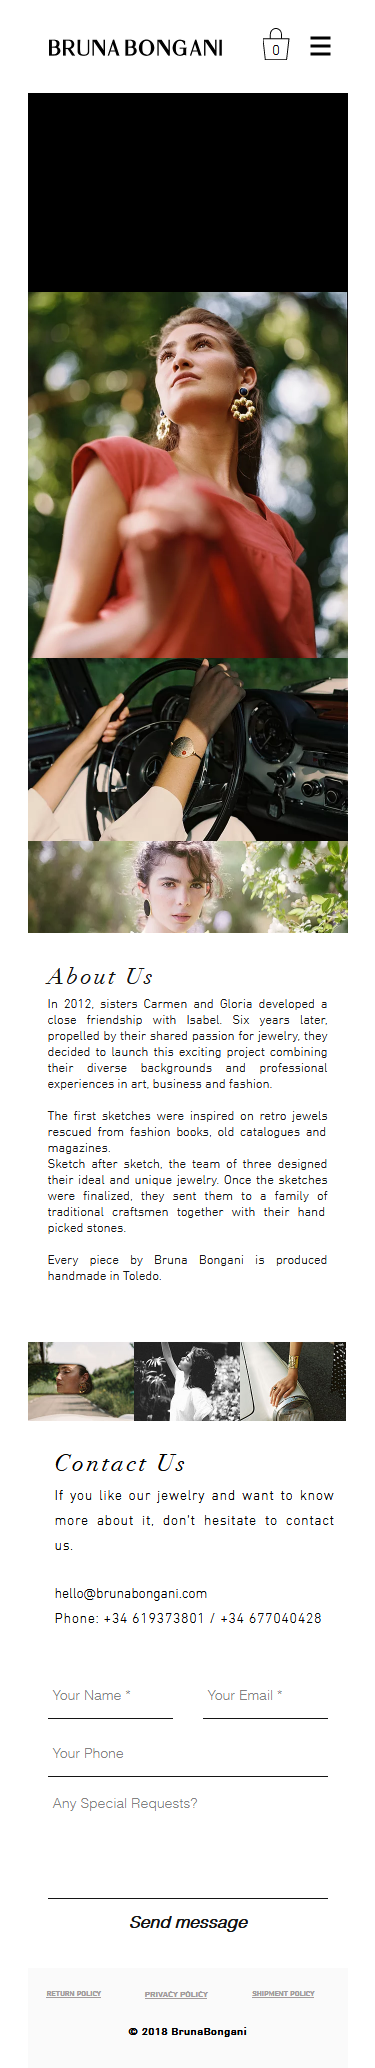 BRUNA BONGANI
0
About Us
In 2012, sisters Carmen and Gloria developed a
close friendship with Isabel. Six years later,
propelled by their shared passion for jewelry, they
decided to launch this exciting project combining
their diverse backgrounds and professional
experiences in art, business and fashion.
The first sketches were inspired on retro jewels
rescued from fashion books, old catalogues and
magazines.
Sketch after sketch, the team of three designed
their ideal and unique jewelry. Once the sketches
were finalized, they sent them to a family of
traditional craftsmen together with their hand
picked stones.
Every piece by Bruna Bongani is produced
handmade in Toledo.
Contact Us
If you like our jewelry and want to know
more about it, don't hesitate to contact
us.
hello@brunabongani.com
Phone: +34 619373801 / +34 677040428
Your Name * Your Email *
Your Phone
Any Special Requests?
Send message
RETURN POLICY PRIVACY POLICY SHIPMENT POLICY
© 2018 BrunaBongani